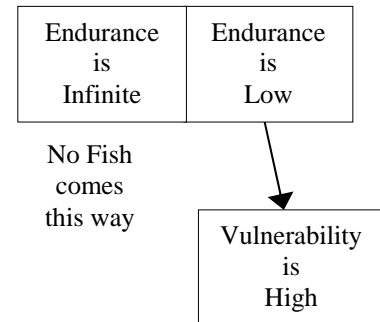 Endurance
is
Infinite
Endurance
is
Low
No Fish
comes
this way
Vulnerability
is
High